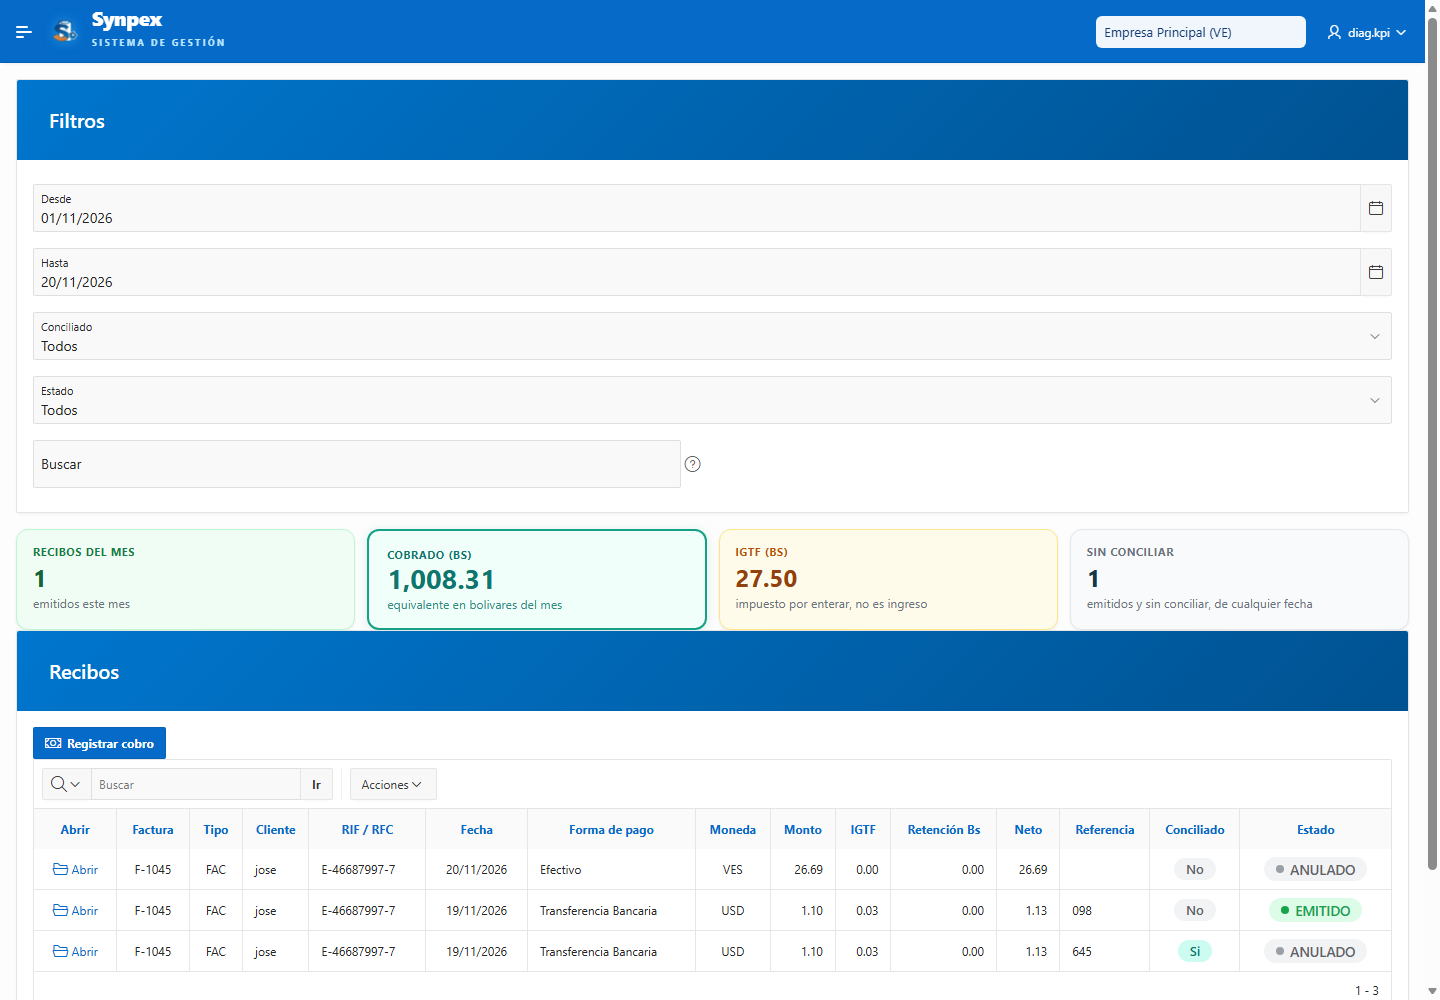 Synpex
SISTEMA DE GESTIÓN
Empresa Principal (VE)
diag.kpi
Filtros
Desde
01/11/2026
Hasta
20/11/2026
Conciliado
Todos
Estado
Todos
Buscar
RECIBOS DEL MES
1
emitidos este mes
COBRADO (BS)
1,008.31
equivalente en bolivares del mes
IGTF (BS)
27.50
impuesto por enterar, no es ingreso
SIN CONCILIAR
1
emitidos y sin conciliar, de cualquier fecha
Recibos
Registrar cobro
Buscar Ir Acciones
Abrir Factura Tipo Cliente RIF / RFC Fecha Forma de pago Moneda Monto IGTF Retención Bs Neto Referencia Conciliado Estado
Abrir F-1045 FAC jose E-46687997-7 20/11/2026 Efectivo VES 26.69 0.00 0.00 26.69 No ANULADO
Abrir F-1045 FAC jose E-46687997-7 19/11/2026 Transferencia Bancaria USD 1.10 0.03 0.00 1.13 098 No EMITIDO
Abrir F-1045 FAC jose E-46687997-7 19/11/2026 Transferencia Bancaria USD 1.10 0.03 0.00 1.13 645 Si ANULADO
1 - 3